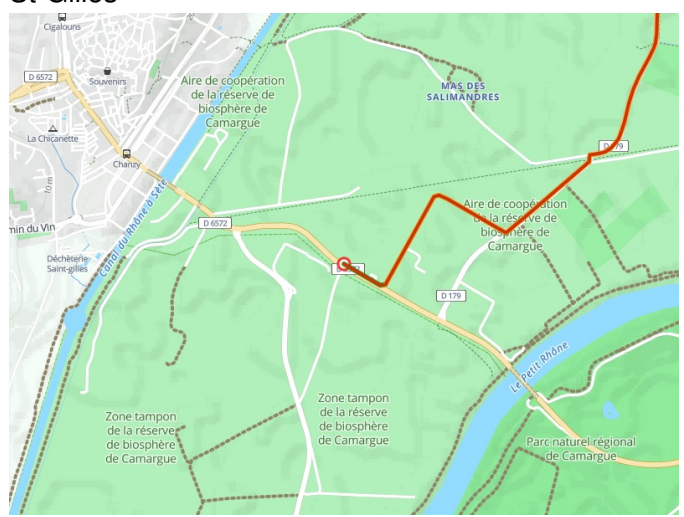 St Gilles
Cigalouns
D 6572
Souvenirs
La Chicanette
Chanzy
Aire de coopération
de la réserve de
biosphère de
Camargue
MAS DES
SALIMANDRES
Canal du Rhône à Sète
min du Vin
Déchèterie
Saint-gilles
10 m
D 6572
Aire de coopération
de la réserve de
biosphère de
Camargue
D 179
Le Petit Rhône
Zone tampon
de la réserve
de biosphère
de Camargue
Zone tampon
de la réserve
de biosphère
de Camargue
Parc naturel régional
de Camargue